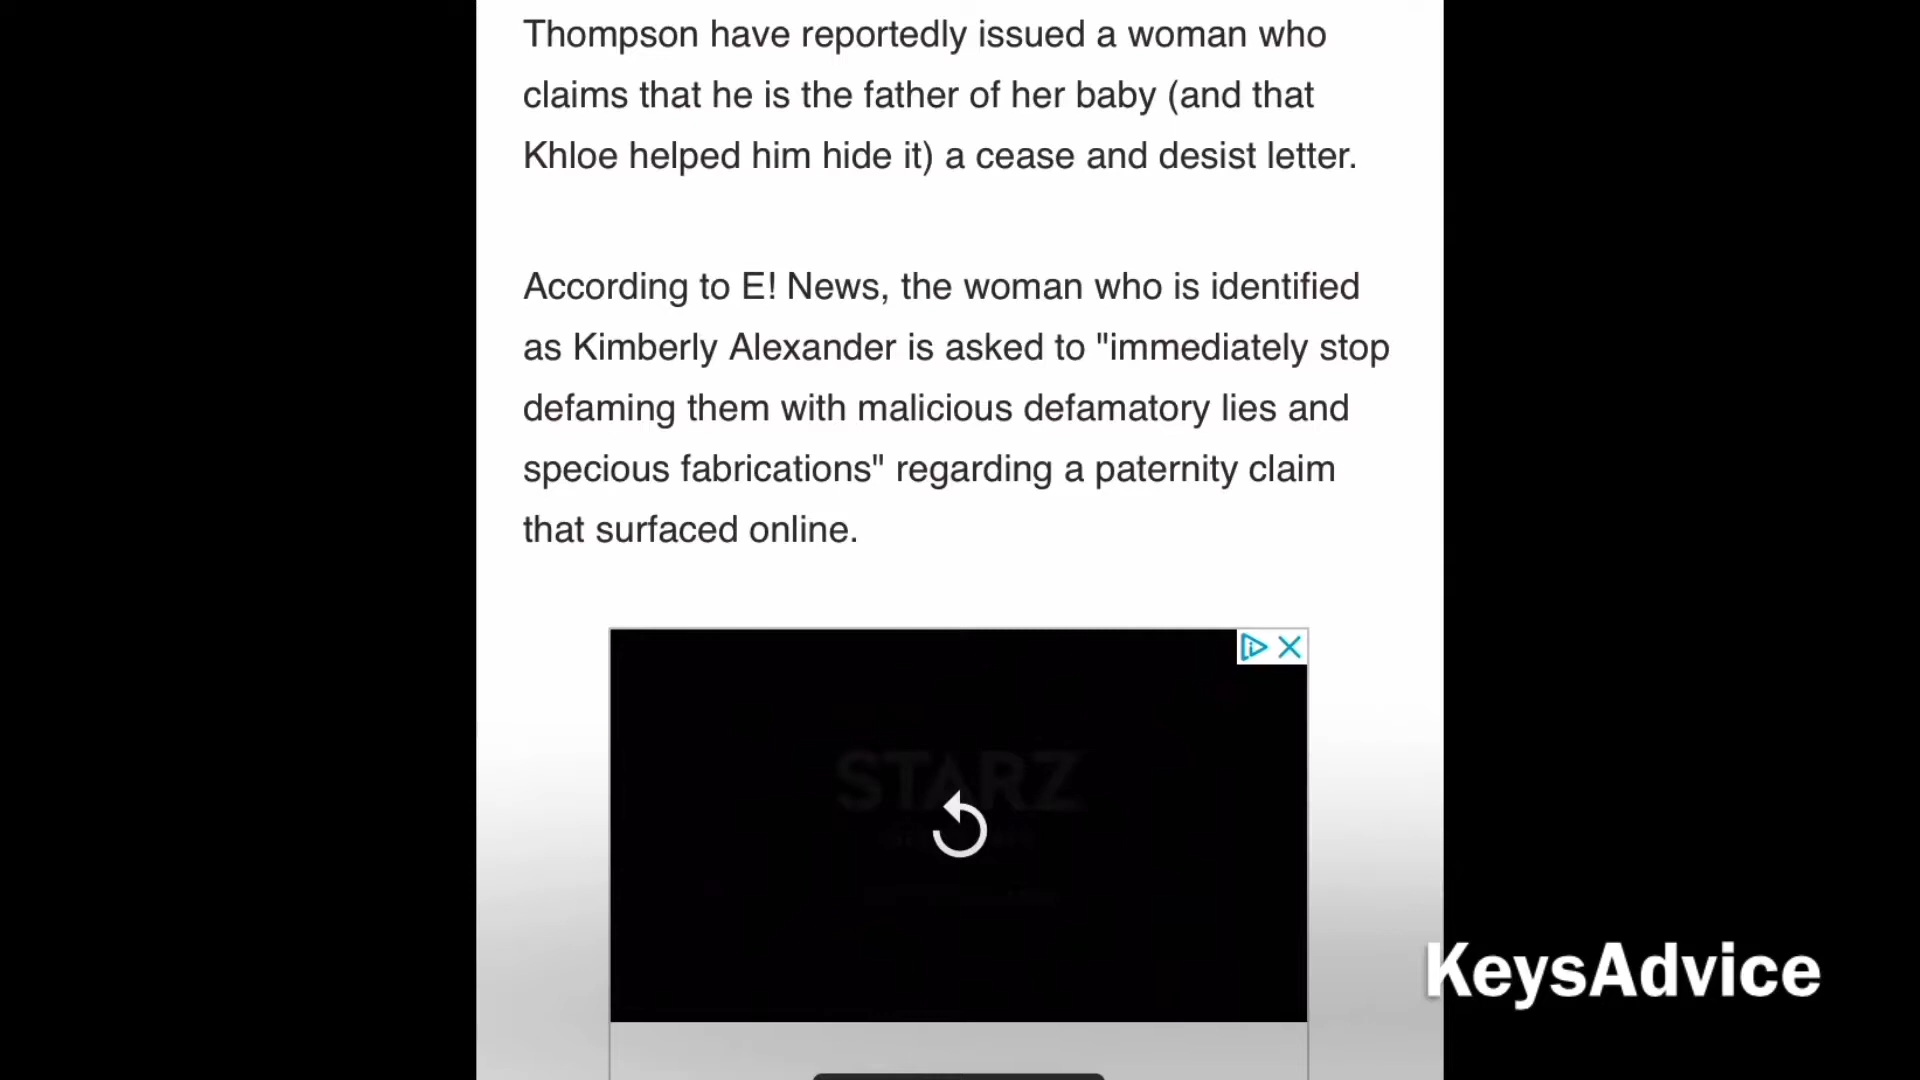 Thompson have reportedly issued a woman who
claims that he is the father of her baby (and that
Khloe helped him hide it) a cease and desist letter.
According to E! News, the woman who is identified
as Kimberly Alexander is asked to "immediately stop
defaming them with malicious defamatory lies and
specious fabrications" regarding a paternity claim
that surfaced online.
STARZ
KeysAdvice